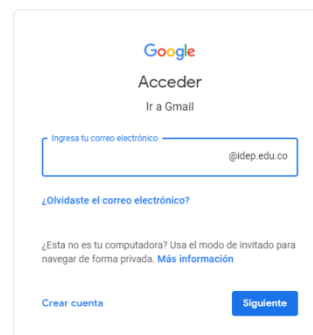 Google
Acceder
Ir a Gmail
Ingresa tu correo electrónico
@idep.edu.co
¿Olvidaste el correo electrónico?
¿Esta no es tu computadora? Usa el modo de invitado para
navegar de forma privada. Más información
Crear cuenta
Siguiente